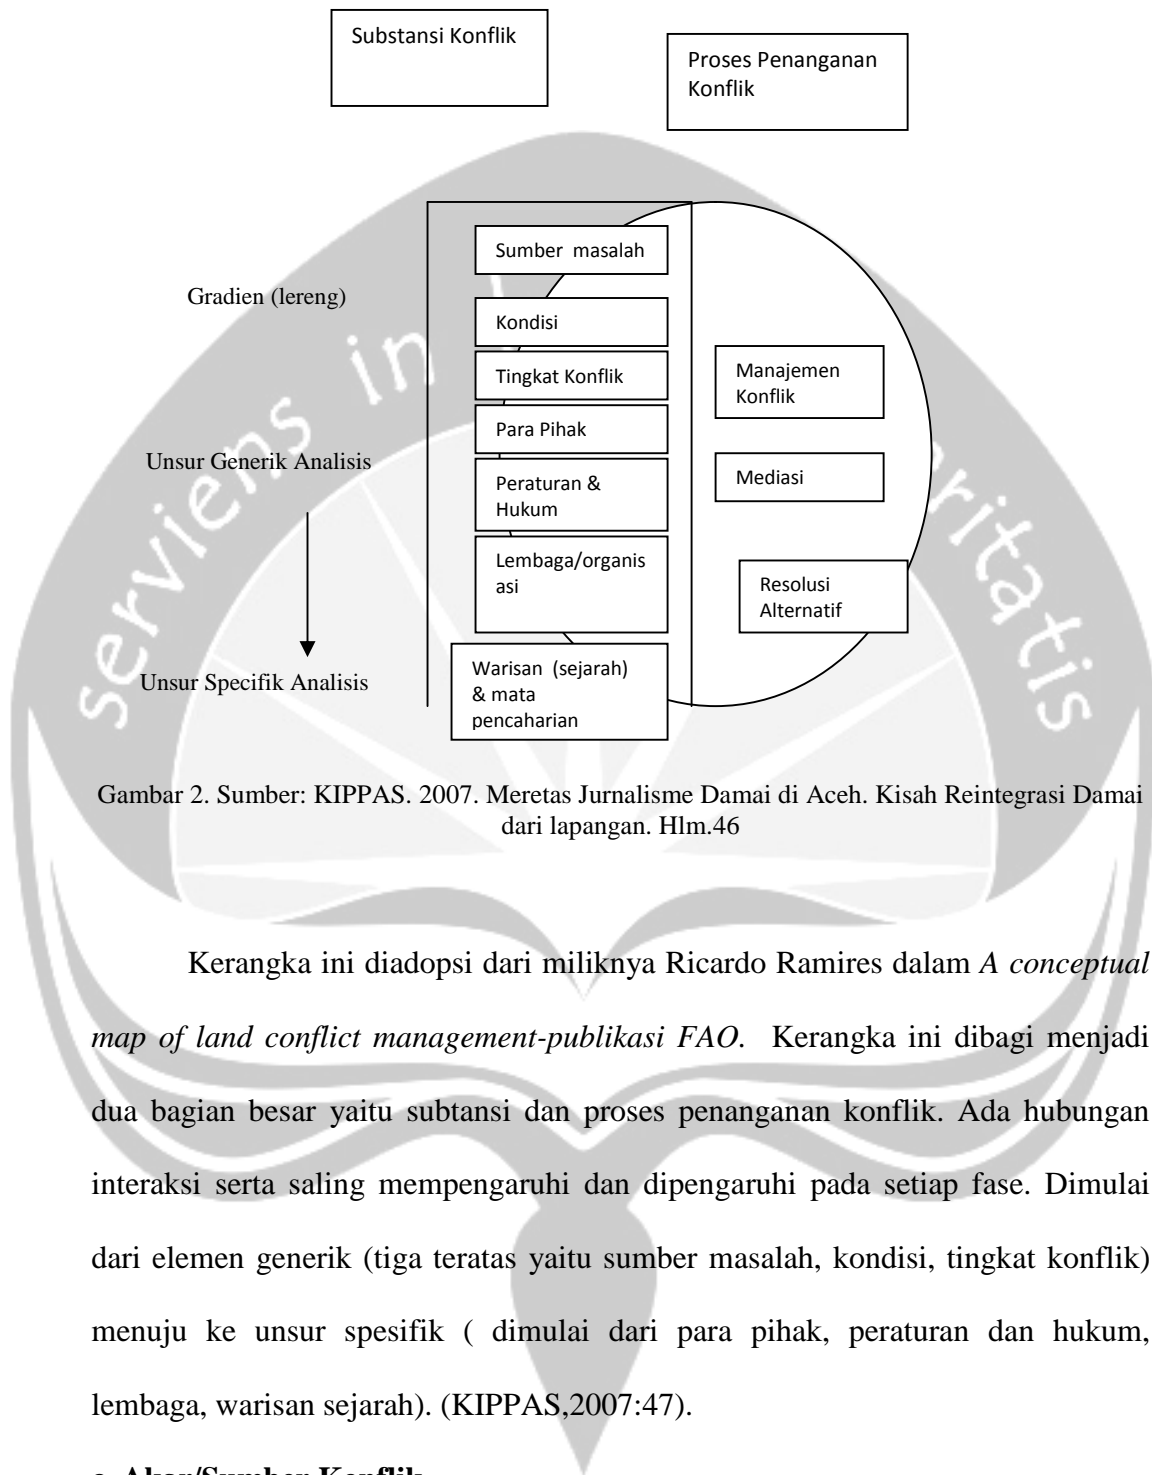 Substansi Konflik
Proses Penanganan
Konflik
Gradien (lereng)
Unsur Generik Analisis
Unsur Specifik Analisis
Sumber masalah
Kondisi
Tingkat Konflik
Para Pihak
Peraturan &
Hukum
Lembaga/organis
asi
Warisan (sejarah)
& mata
pencaharian
Manajemen
Konflik
Mediasi
Resolusi
Alternatif
serviens in
Gambar 2. Sumber: KIPPAS. 2007. Meretas Jurnalisme Damai di Aceh. Kisah Reintegrasi Damai
dari lapangan. Hlm.46
Kerangka ini diadopsi dari miliknya Ricardo Ramires dalam A conceptual
map of land conflict management-publikasi FAO. Kerangka ini dibagi menjadi
dua bagian besar yaitu subtansi dan proses penanganan konflik. Ada hubungan
interaksi serta saling mempengaruhi dan dipengaruhi pada setiap fase. Dimulai
dari elemen generik (tiga teratas yaitu sumber masalah, kondisi, tingkat konflik)
menuju ke unsur spesifik ( dimulai dari para pihak, peraturan dan hukum,
lembaga, warisan sejarah). (KIPPAS,2007:47).
Akar/Sumber Konflik